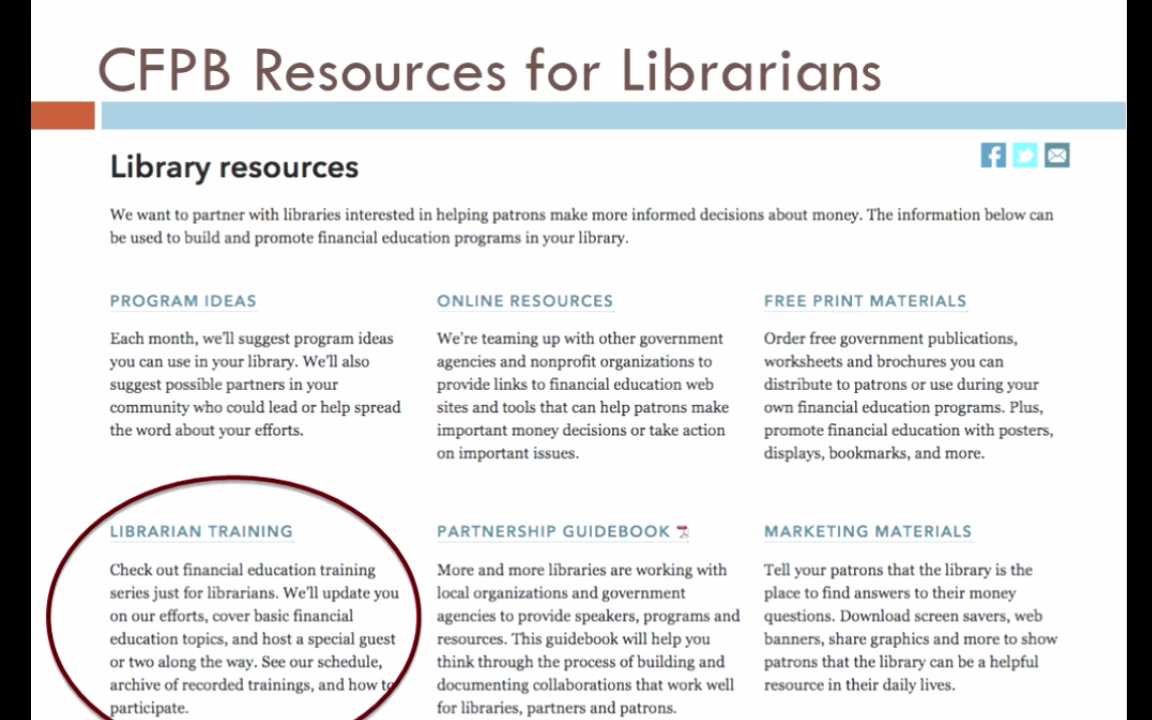 CFPB Resources for Librarians
Library resources
We want to partner with libraries interested in helping patrons make more informed decisions about money. The information below can
be used to build and promote financial education programs in your library.
PROGRAM IDEAS
Each month, we'll suggest program ideas
you can use in your library. We'll also
suggest possible partners in your
community who could lead or help spread
the word about your efforts.
ONLINE RESOURCES
We're teaming up with other government
agencies and nonprofit organizations to
provide links to financial education web
sites and tools that can help patrons make
important money decisions or take action
on important issues.
FREE PRINT MATERIALS
Order free government publications,
worksheets and brochures you can
distribute to patrons or use during your
own financial education programs. Plus,
promote financial education with posters,
displays, bookmarks, and more.
LIBRARIAN TRAINING
Check out financial education training
series just for librarians. We'll update you
on our efforts, cover basic financial
education topics, and host a special guest
or two along the way. See our schedule,
archive of recorded trainings, and how to
participate.
PARTNERSHIP GUIDEBOOK
More and more libraries are working with
local organizations and government
agencies to provide speakers, programs and
resources. This guidebook will help you
think through the process of building and
documenting collaborations that work well
for libraries, partners and patrons.
MARKETING MATERIALS
Tell your patrons that the library is the
place to find answers to their money
questions. Download screen savers, web
banners, share graphics and more to show
patrons that the library can be a helpful
resource in their daily lives.